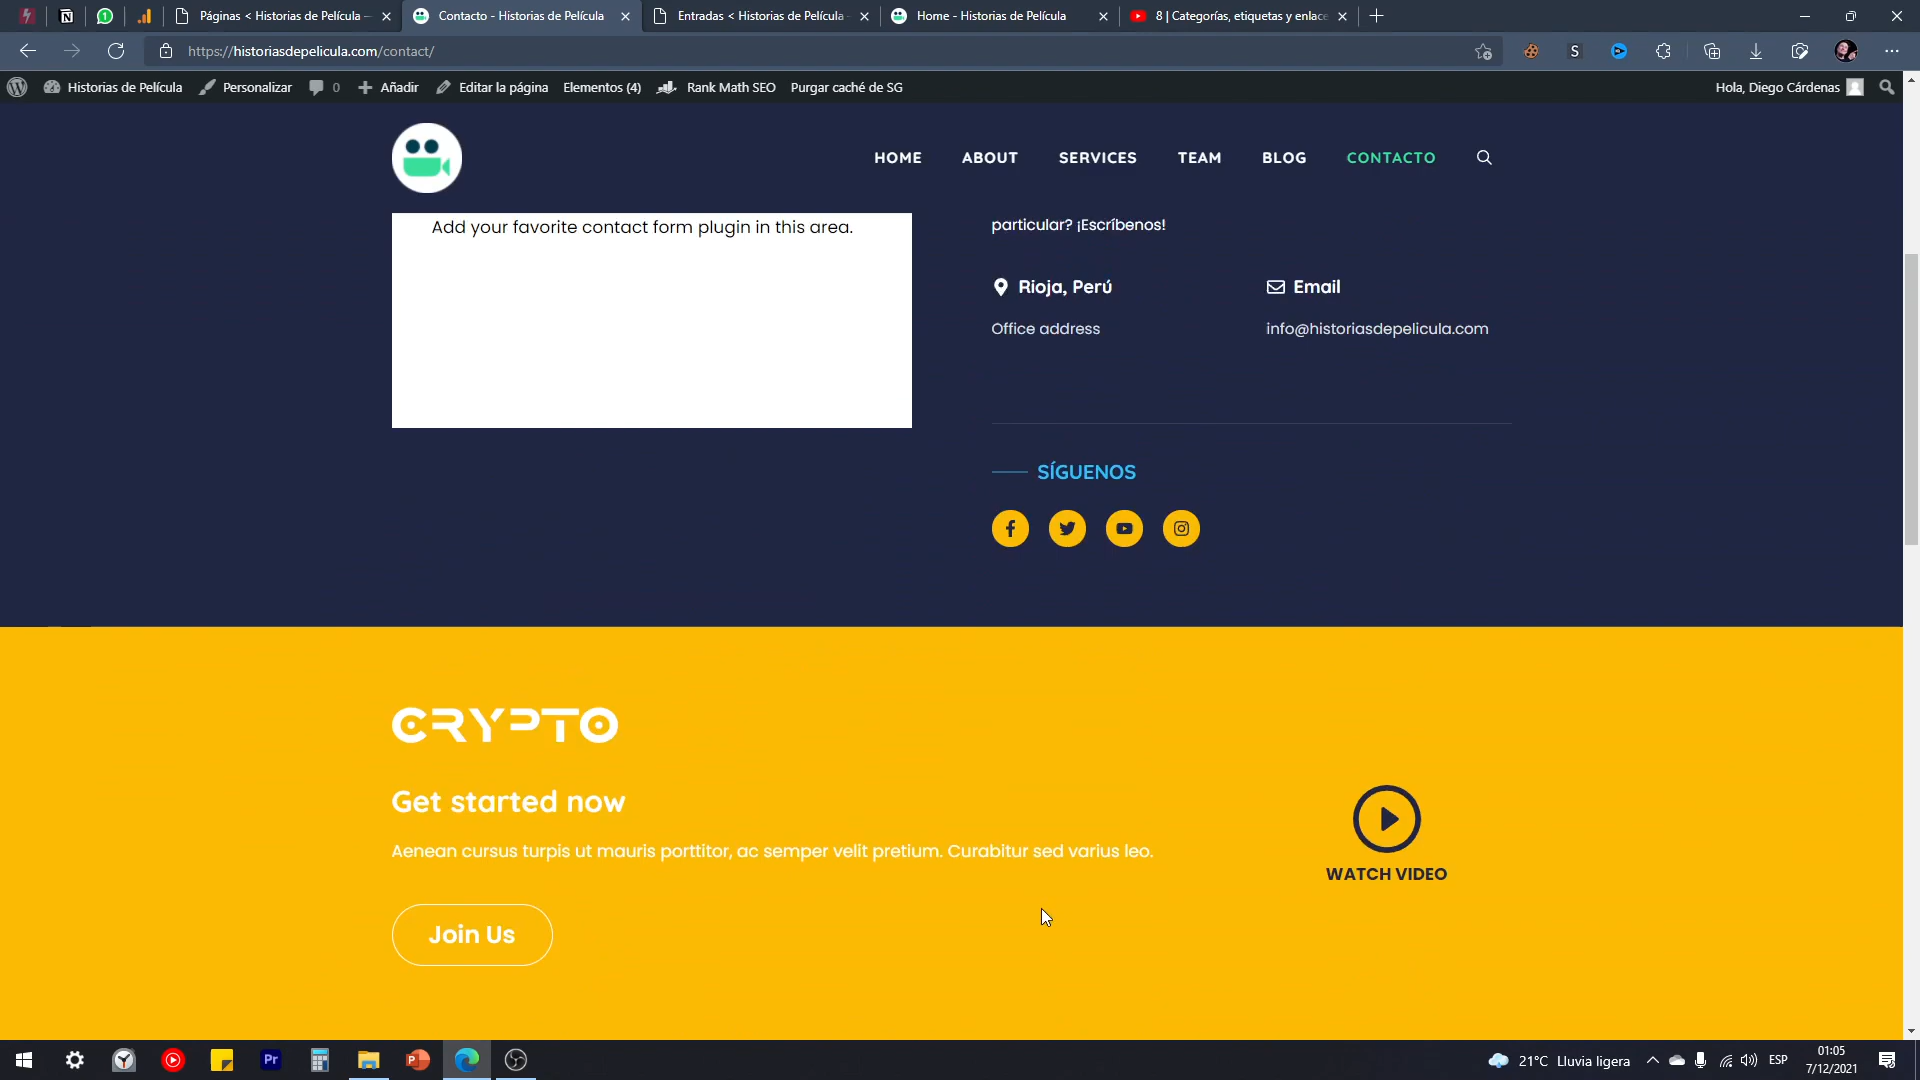 Páginas < Historias de Película —
Contacto - Historias de Película
Entradas < Historias de Película
Home - Historias de Película
8 | Categorías, etiquetas y enlace
https://historiasdepelicula.com/contact/
Historias de Película
Personalizar
0
Añadir
Editar la página
Elementos (4)
Rank Math SEO
Purgar caché de SG
Hola, Diego Cárdenas
HOME
ABOUT
SERVICES
TEAM
BLOG
CONTACTO
Add your favorite contact form plugin in this area.
particular? ¡Escríbenos!
Rioja, Perú
Email
Office address
info@historiasdepelicula.com
SÍGUENOS
CRYPTO
Get started now
Aenean cursus turpis ut mauris porttitor, ac semper velit pretium. Curabitur sed varius leo.
WATCH VIDEO
Join Us
21°C Lluvia ligera
ESP
01:05
7/12/2021